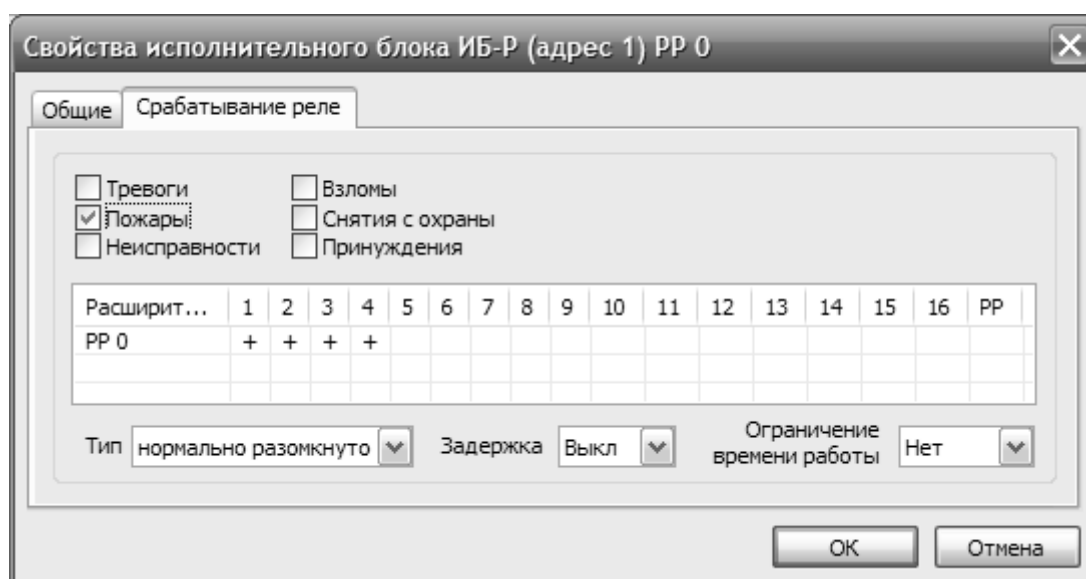 Свойства исполнительного блока ИБ-Р (адрес 1) РР 0
Общие Срабатывание реле
Тревоги Взломы
Пожары Снятия с охраны
Неисправности Принуждения
Расширит... 1 2 3 4 5 6 7 8 9 10 11 12 13 14 15 16 РР
РР 0 + + + +
Тип нормально разомкнуто Задержка Выкл Ограничение времени работы Нет
ОК Отмена